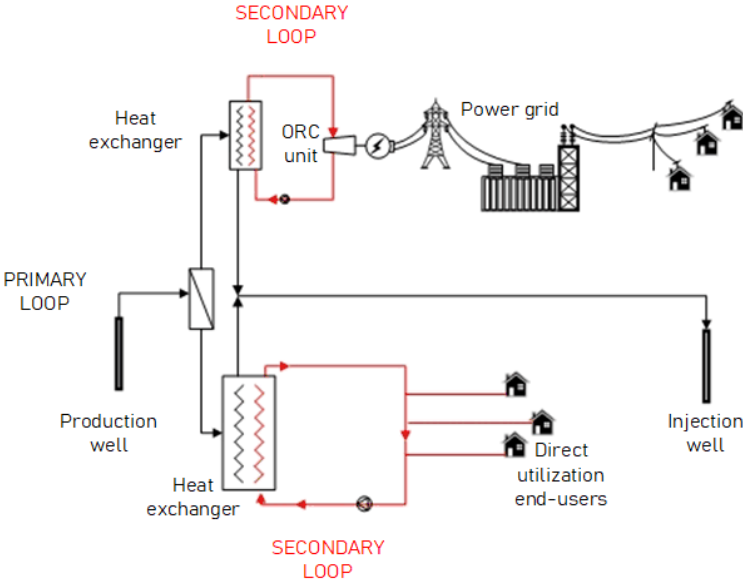 SECONDARY
LOOP
Heat
exchanger
ORC
unit
Power grid
PRIMARY
LOOP
Production
well
Injection
well
Heat
exchanger
Direct
utilization
end-users
SECONDARY
LOOP